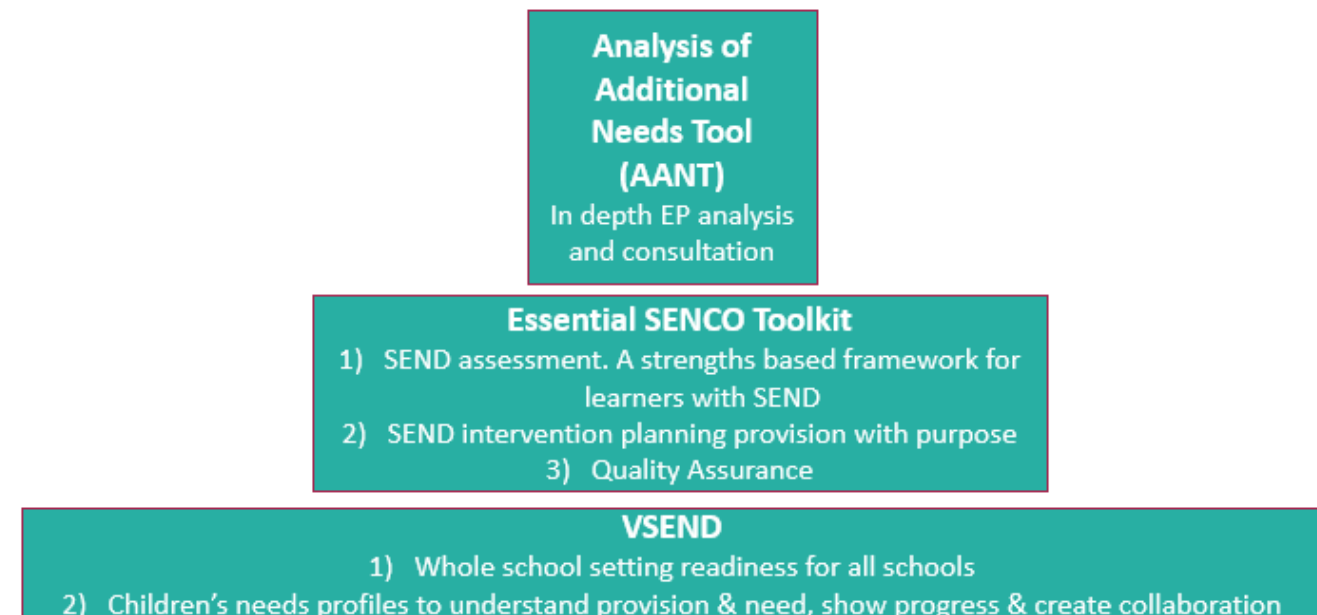 Analysis of
Additional
Needs Tool
(AANT)
In depth EP analysis
and consultation
Essential SENCO Toolkit
1) SEND assessment. A strengths based framework for
learners with SEND
2) SEND intervention planning provision with purpose
3) Quality Assurance
VSEND
1) Whole school setting readiness for all schools
2) Children's needs profiles to understand provision & need, show progress & create collaboration